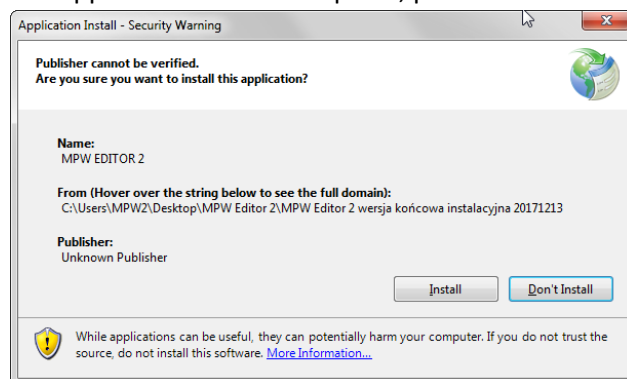 Application Install - Security Warning
Publisher cannot be verified.
Are you sure you want to install this application?
Name:
MPW EDITOR 2
From (Hover over the string below to see the full domain):
C:\Users\MPW2\Desktop\MPW Editor 2\MPW Editor 2 wersja końcowa instalacyjna 20171213
Publisher:
Unknown Publisher
Install
Don't Install
While applications can be useful, they can potentially harm your computer. If you do not trust the
source, do not install this software. More Information...